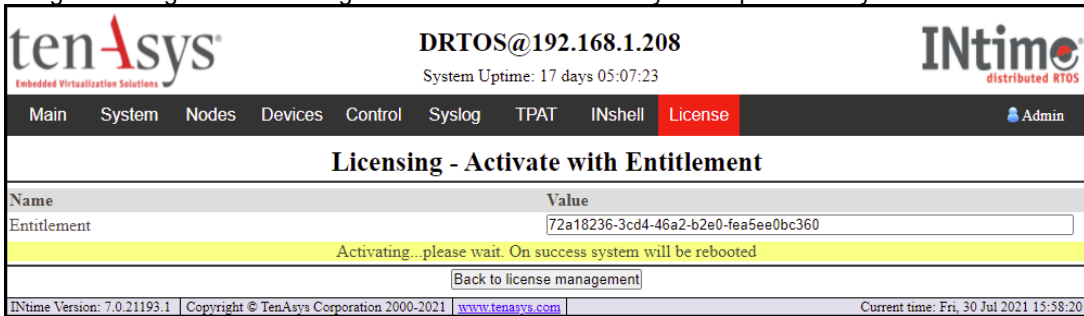 tenAsys
Embedded Virtualization Solutions
DRTOS@192.168.1.208
System Uptime: 17 days 05:07:23
INtime
distributed RTOS
Main System Nodes Devices Control Syslog TPAT INshell License Admin
Licensing - Activate with Entitlement
Name Value
Entitlement 72a18236-3cd4-46a2-b2e0-fea5ee0bc360
Activating...please wait. On success system will be rebooted
Back to license management
INtime Version: 7.0.21193.1 Copyright © TenAsys Corporation 2000-2021 www.tenasys.com Current time: Fri, 30 Jul 2021 15:58:20